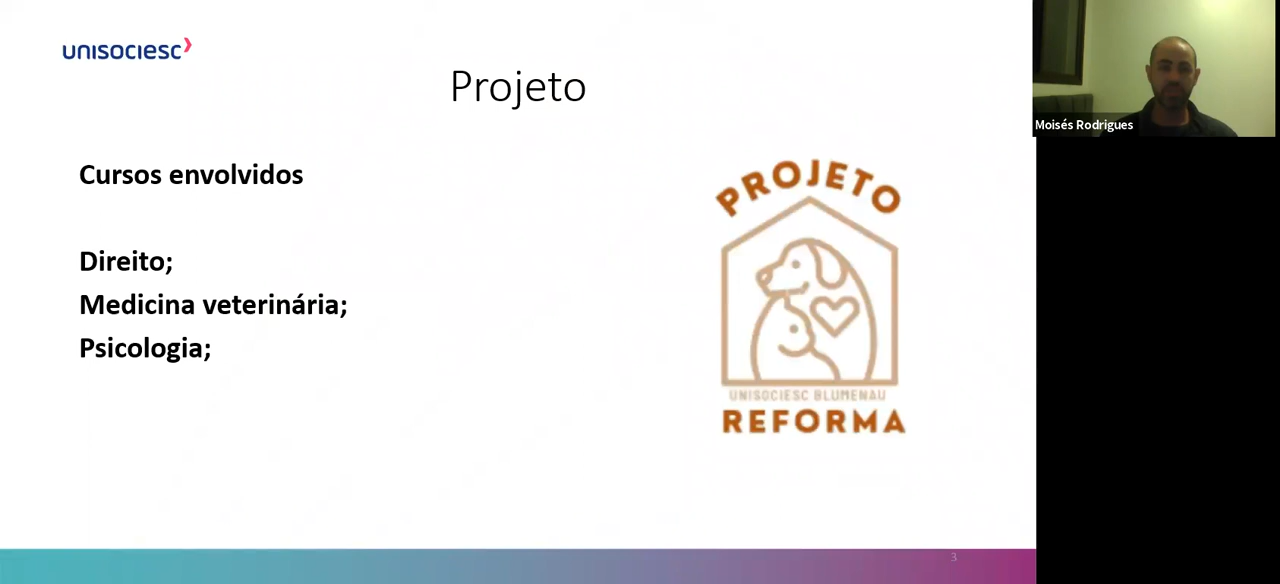 UNISOCIESC
Projeto
Cursos envolvidos
Direito;
Medicina veterinária;
Psicologia;
PROJETO
UNISOCIESC BLUMENAU
REFORMA
3
Moisés Rodrigues